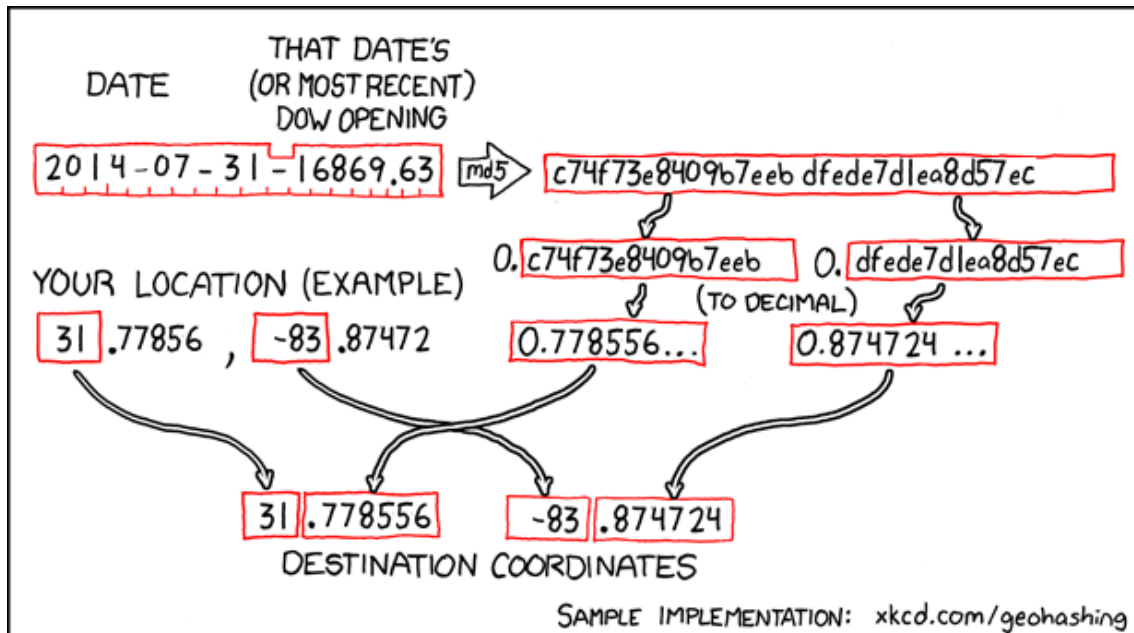 DATE
THAT DATE'S
(OR MOST RECENT)
DOW OPENING
2014-07-31-16869.63
md5
c74f73e8409b7eeb dfede7d1ea8d57ec
0. c74f73e8409b7eeb
0. dfede7d1ea8d57ec
(TO DECIMAL)
0.778556...
0.874724 ...
YOUR LOCATION (EXAMPLE)
31 .77856 , -83 .87472
31 .778556 -83 .874724
DESTINATION COORDINATES
SAMPLE IMPLEMENTATION: xkcd.com/geohashing